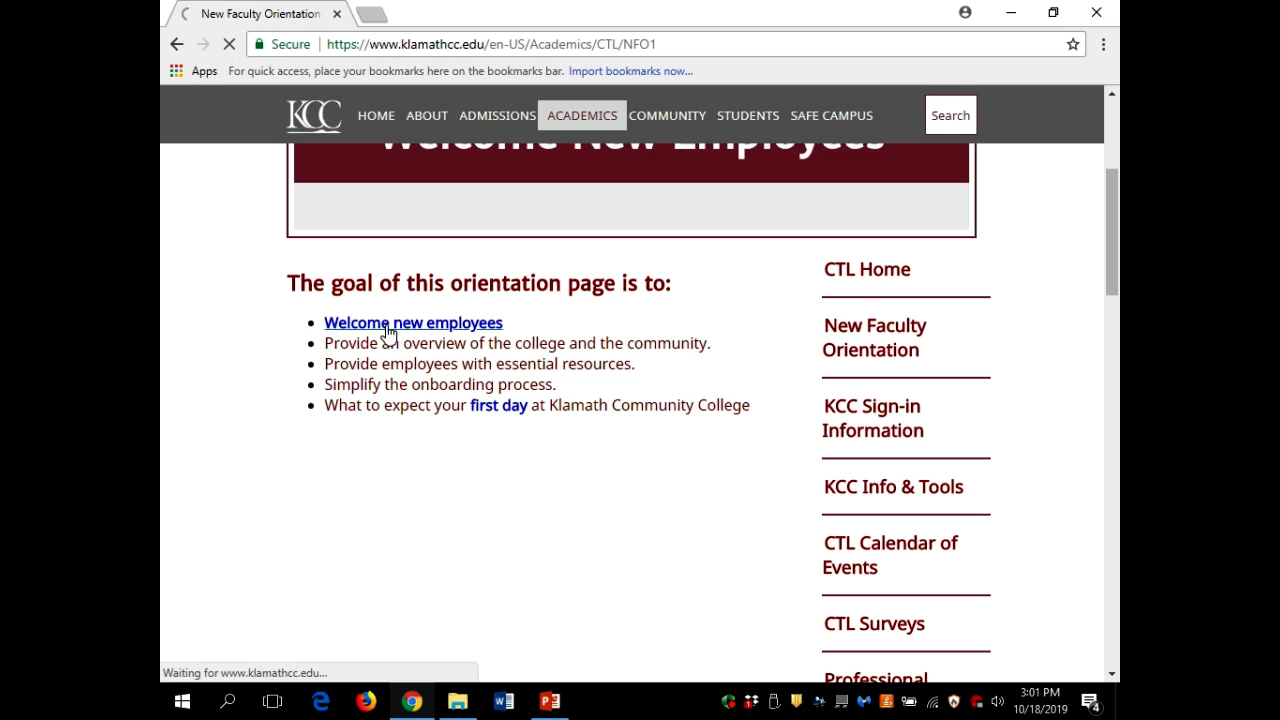 New Faculty Orientation
Secure https://www.klamathcc.edu/en-US/Academics/CTL/NFO1
Apps For quick access, place your bookmarks here on the bookmarks bar. Import bookmarks now...
KCC HOME ABOUT ADMISSIONS ACADEMICS COMMUNITY STUDENTS SAFE CAMPUS Search
Welcome New Employees
The goal of this orientation page is to:
Welcome new employees
Provide an overview of the college and the community.
Provide employees with essential resources.
Simplify the onboarding process.
What to expect your first day at Klamath Community College
CTL Home
New Faculty
Orientation
KCC Sign-in
Information
KCC Info & Tools
CTL Calendar of
Events
CTL Surveys
Professional
Waiting for www.klamathcc.edu...
3:01 PM
10/18/2019
4